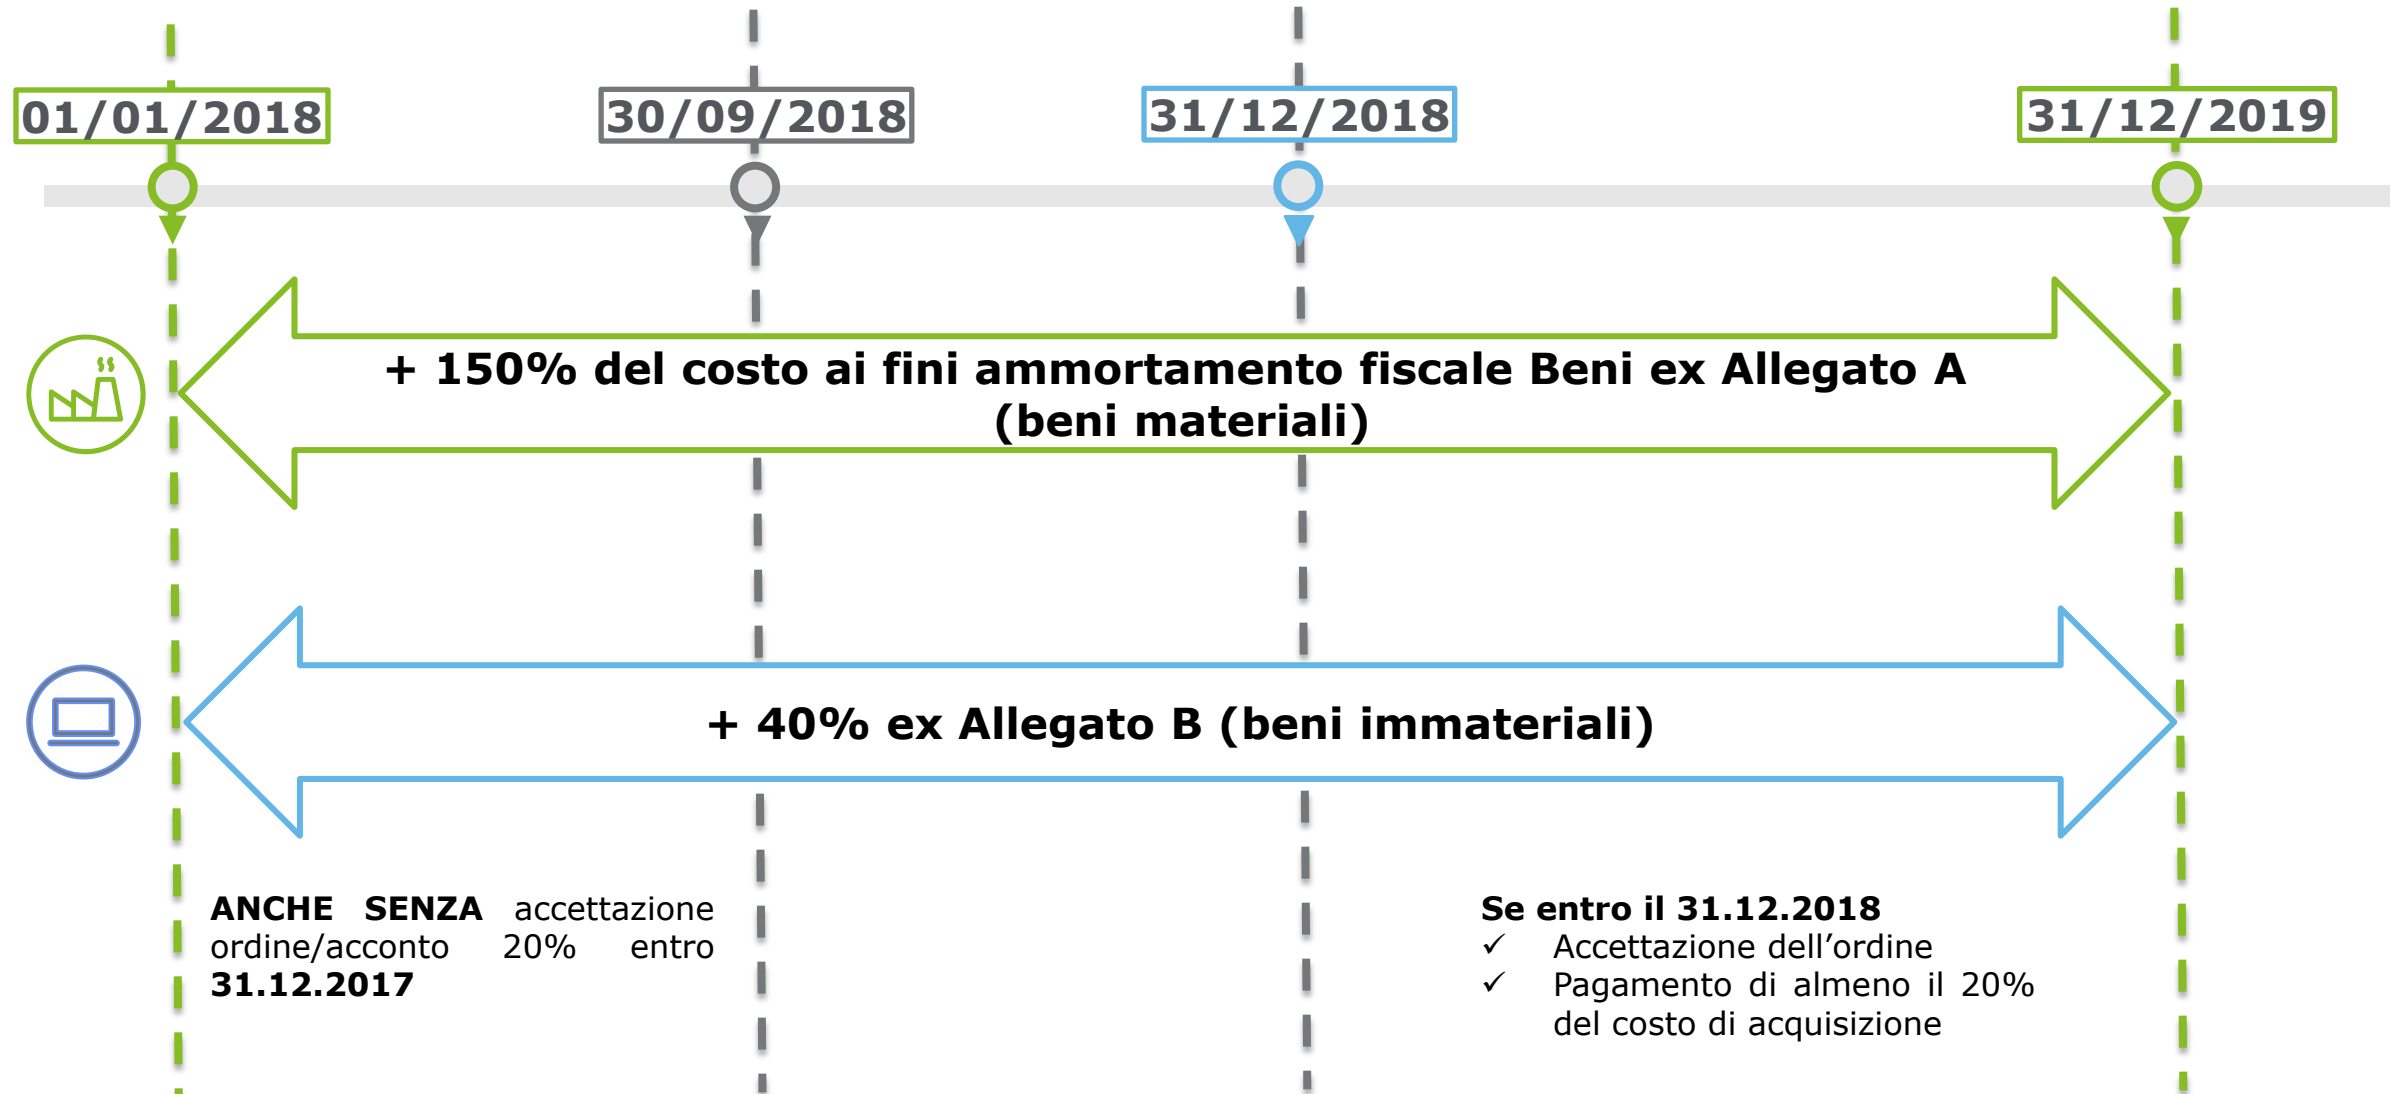 01/01/2018
30/09/2018
31/12/2018
31/12/2019
+ 150% del costo ai fini ammortamento fiscale Beni ex Allegato A
(beni materiali)
+ 40% ex Allegato B (beni immateriali)
ANCHE SENZA accettazione
ordine/acconto 20% entro
31.12.2017
Se entro il 31.12.2018
✓ Accettazione dell’ordine
✓ Pagamento di almeno il 20%
del costo di acquisizione